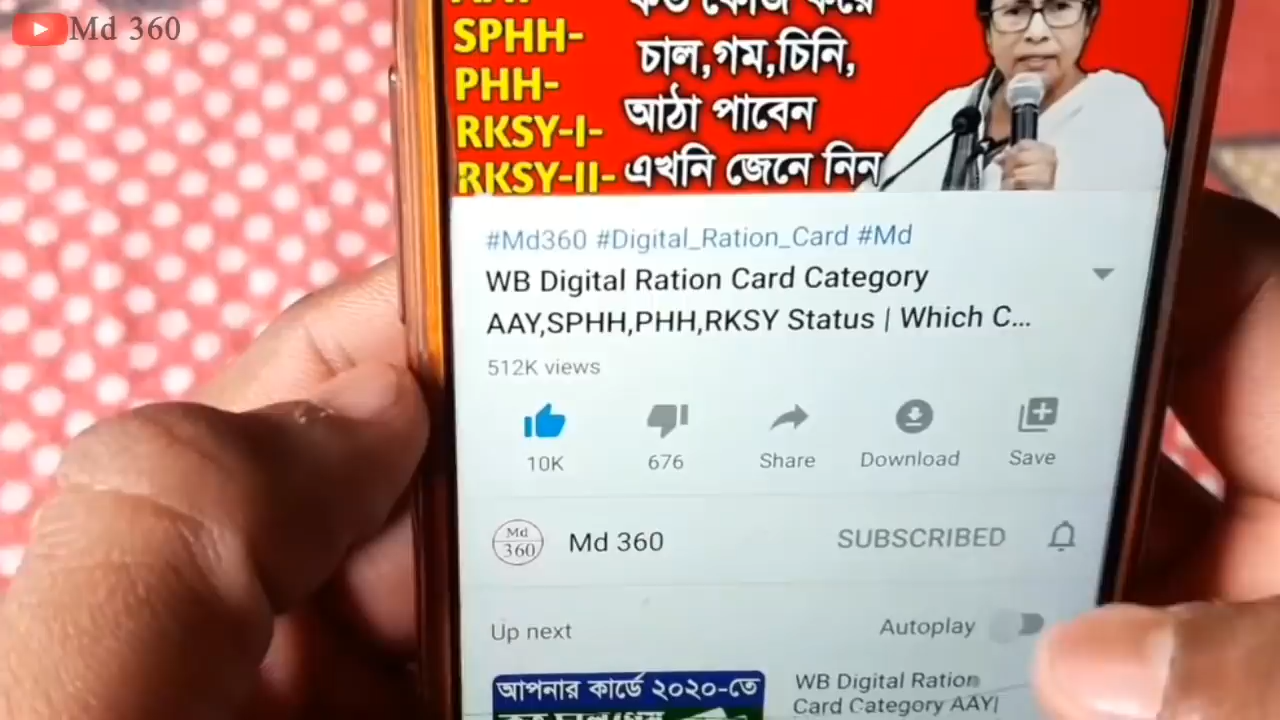 Md 360
SPHH-
PHH-
RKSY-I-
RKSY-II-
চাল,গম,চিনি,
আঠা পাবেন
এখনি জেনে নিন
#Md360 #Digital_Ration_Card #Md
WB Digital Ration Card Category
AAY,SPHH,PHH,RKSY Status | Which C...
512K views
10K
676
Share
Download
Save
Md
360
Md 360
SUBSCRIBED
Up next
Autoplay
আপনার কার্ডে ২০২০-তে
WB Digital Ration
Card Category AAY|